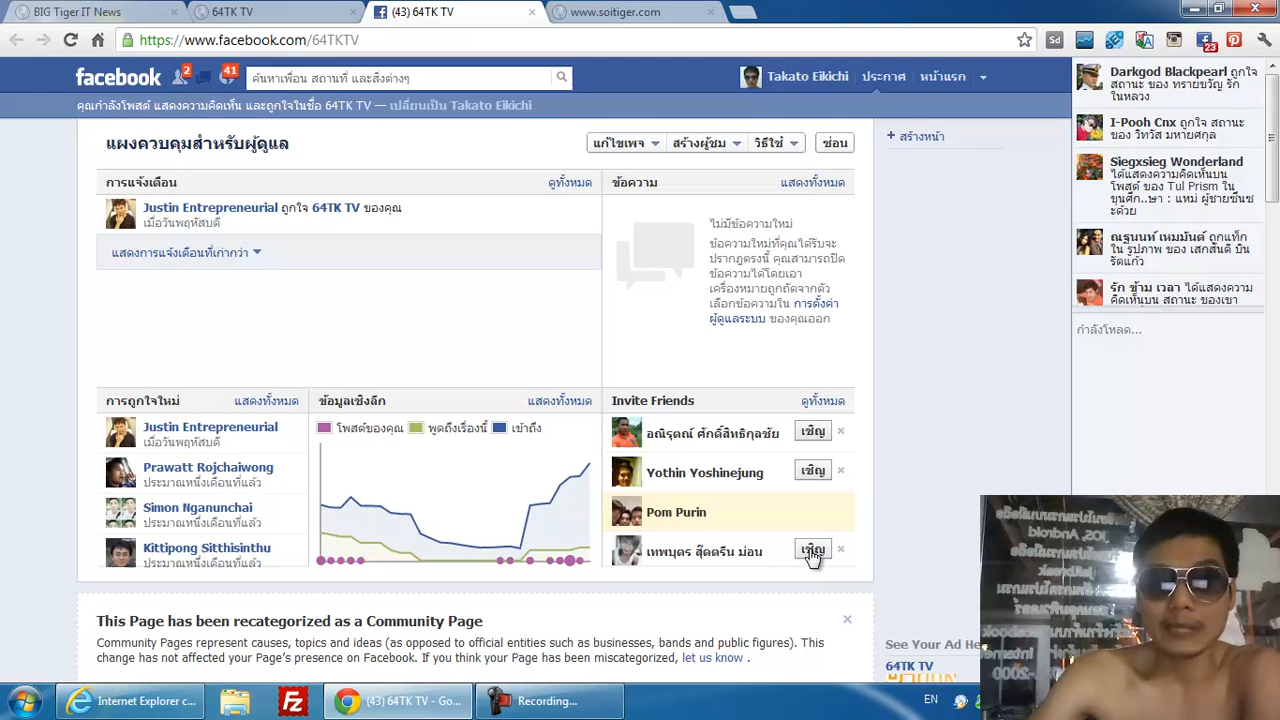 BIG Tiger IT News
64TK TV
(43) 64TK TV
www.soitiger.com
https://www.facebook.com/64TKTV
Sd
23
facebook
2
41
ค้นหาเพื่อน สถานที่ และสิ่งต่างๆ
Takato Eikichi
ประกาศ
หน้าแรก
คุณกำลังโพสต์ แสดงความคิดเห็น และถูกใจในชื่อ 64TK TV — เปลี่ยนเป็น Takato Eikichi
แผงควบคุมสำหรับผู้ดูแล
แก้ไขเพจ
สร้างผู้ชม
วิธีใช้
ซ่อน
+ สร้างหน้า
การแจ้งเตือน
ดูทั้งหมด
Justin Entrepreneurial ถูกใจ 64TK TV ของคุณ
เมื่อวันพฤหัสบดี
แสดงการแจ้งเตือนที่เก่ากว่า
ข้อความ
แสดงทั้งหมด
ไม่มีข้อความใหม่
ข้อความใหม่ที่คุณได้รับจะ
ปรากฏตรงนี้ คุณสามารถปิด
ข้อความได้โดยเอา
เครื่องหมายถูกถัดจากตัว
เลือกข้อความใน การตั้งค่า
ผู้ดูแลระบบ ของคุณออก
การถูกใจใหม่
แสดงทั้งหมด
Justin Entrepreneurial
เมื่อวันพฤหัสบดี
Prawatt Rojchaiwong
ประมาณหนึ่งเดือนที่แล้ว
Simon Nganunchai
ประมาณหนึ่งเดือนที่แล้ว
Kittipong Sitthisinthu
ประมาณหนึ่งเดือนที่แล้ว
ข้อมูลเชิงลึก
แสดงทั้งหมด
โพสต์ของคุณ
พูดถึงเรื่องนี้
เข้าถึง
Invite Friends
ดูทั้งหมด
อณิรุตณ์ ศักดิ์สิทธิกุลชัย
เชิญ
Yothin Yoshinejung
เชิญ
Pom Purin
เทพบุตร สุ๊ดตรีน ม่อน
เชิญ
This Page has been recategorized as a Community Page
Community Pages represent causes, topics and news (as opposed to official entities such as businesses, bands and public figures). This
change has not affected your Page's presence on Facebook. If you think your Page has been miscategorized, let us know .
See Your Ad He
64TK TV
Darkgod Blackpearl ถูกใจ
สถานะ ของ ทรายขวัญ รัก
ในหลวง
I-Pooh Cnx ถูกใจ สถานะ
ของ วิทวัส มหายศกุล
Siegxsieg Wonderland
ได้แสดงความคิดเห็นบน
โพสต์ ของ Tul Prism ใน
ขุนศึก..ษา : แหม่ ผู้ชายชึนซ
ะด้วย
ณฐนนท์ เหมมันต์ ถูกแท็ก
ใน รูปภาพ ของ เสกสันติ์ บิน
รัตแก้ว
รัก ข้าม เวลา ได้แสดงความ
คิดเห็นบน สถานะ ของเขา
กำลังโหลด...
iOS, Android
Jailbreak
Internet
Internet Explorer c...
(43) 64TK TV - Go...
Recording...
EN